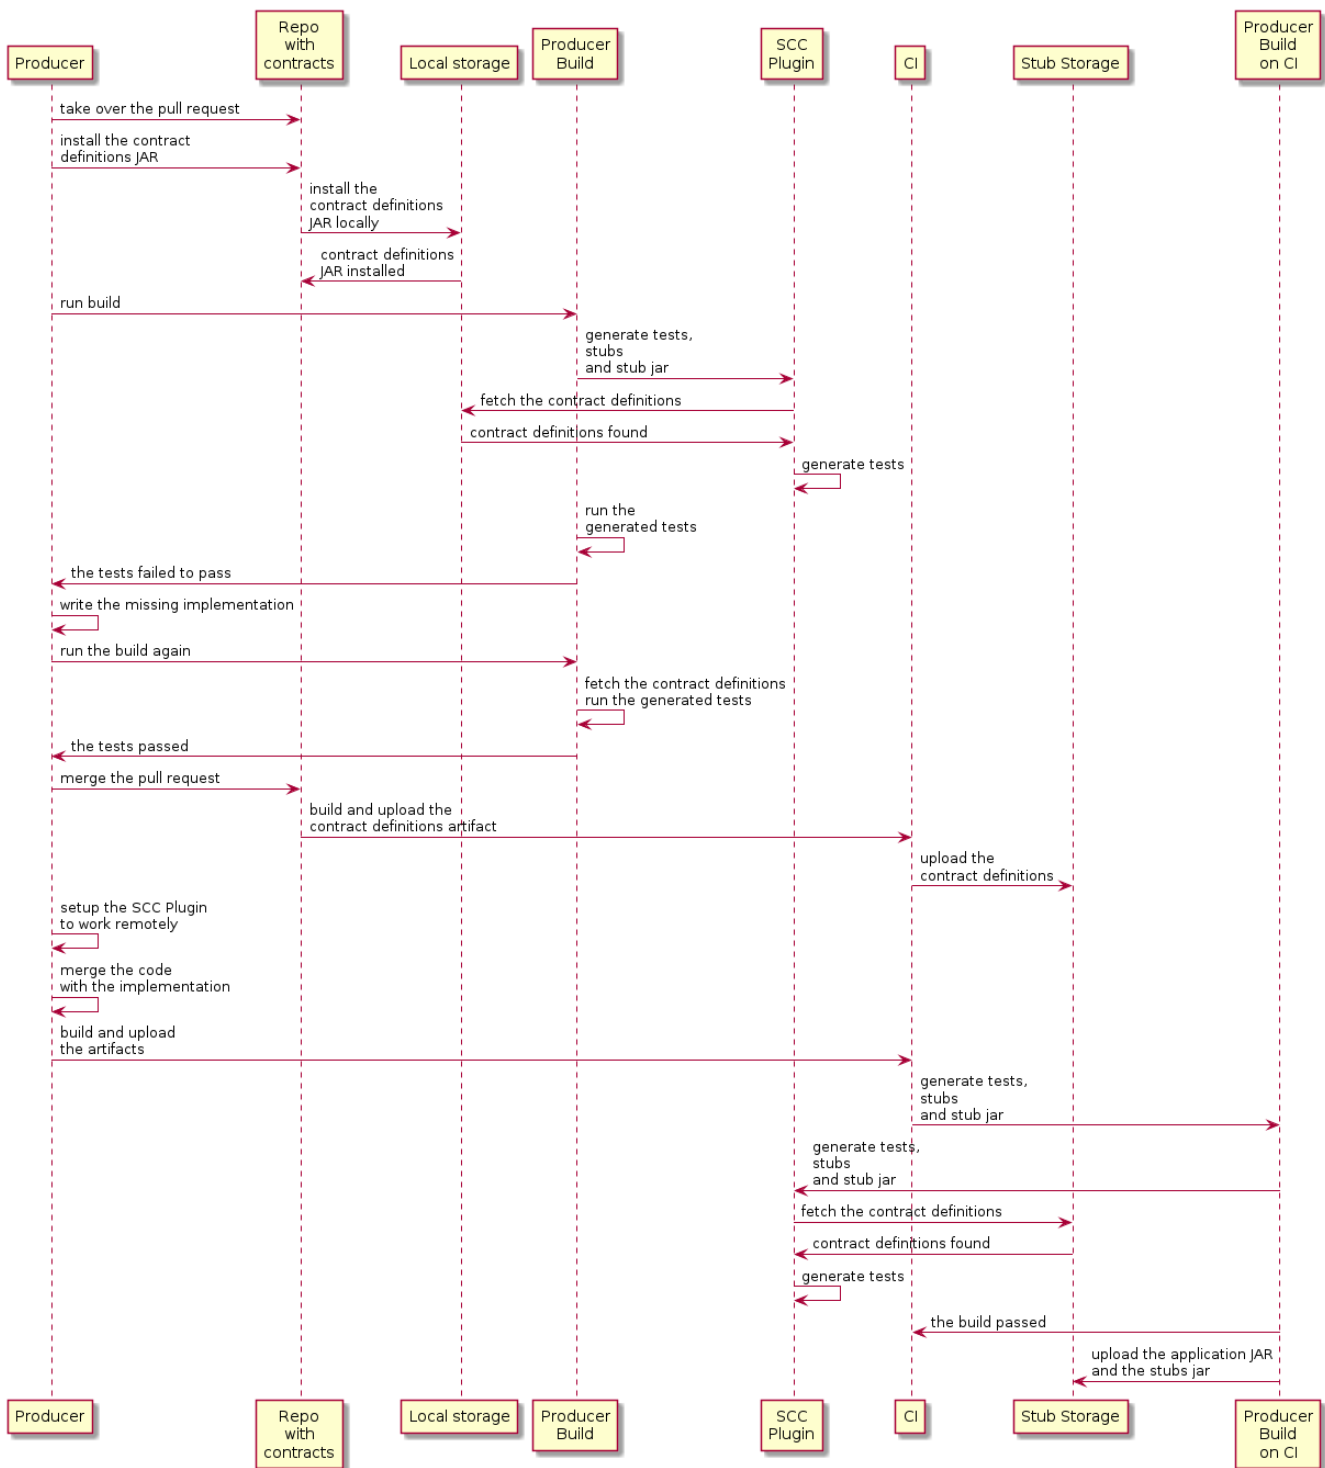 Producer
Repo
with
contracts
Local storage
Producer
Build
SCC
Plugin
CI
Stub Storage
Producer
Build
on CI
take over the pull request
install the contract
definitions JAR
install the
contract definitions
JAR locally
contract definitions
JAR installed
run build
generate tests,
stubs
and stub jar
fetch the contract definitions
contract definitions found
generate tests
run the
generated tests
the tests failed to pass
write the missing implementation
run the build again
fetch the contract definitions
run the generated tests
the tests passed
merge the pull request
build and upload the
contract definitions artifact
upload the
contract definitions
setup the SCC Plugin
to work remotely
merge the code
with the implementation
build and upload
the artifacts
generate tests,
stubs
and stub jar
generate tests,
stubs
and stub jar
fetch the contract definitions
contract definitions found
generate tests
the build passed
upload the application JAR
and the stubs jar
Producer
Repo
with
contracts
Local storage
Producer
Build
SCC
Plugin
CI
Stub Storage
Producer
Build
on CI